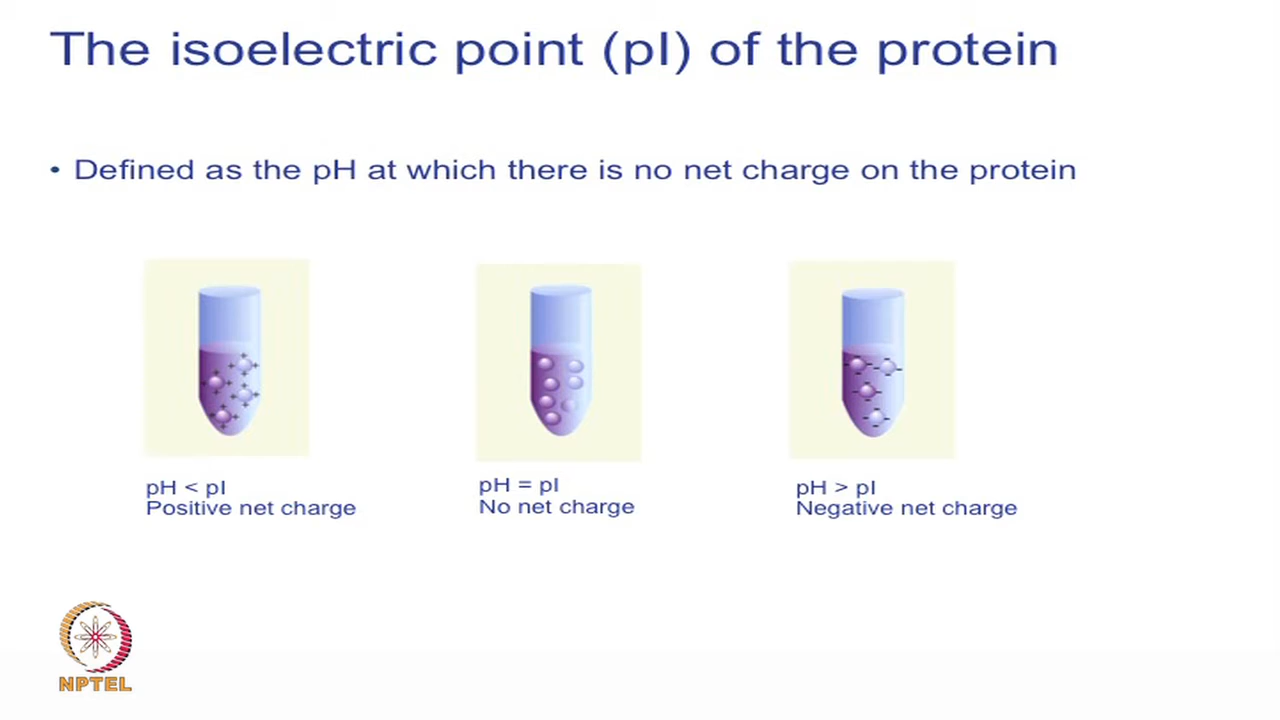 The isoelectric point (pI) of the protein
• Defined as the pH at which there is no net charge on the protein
pH < pI
Positive net charge
pH = pI
No net charge
pH > pI
Negative net charge
NPTEL